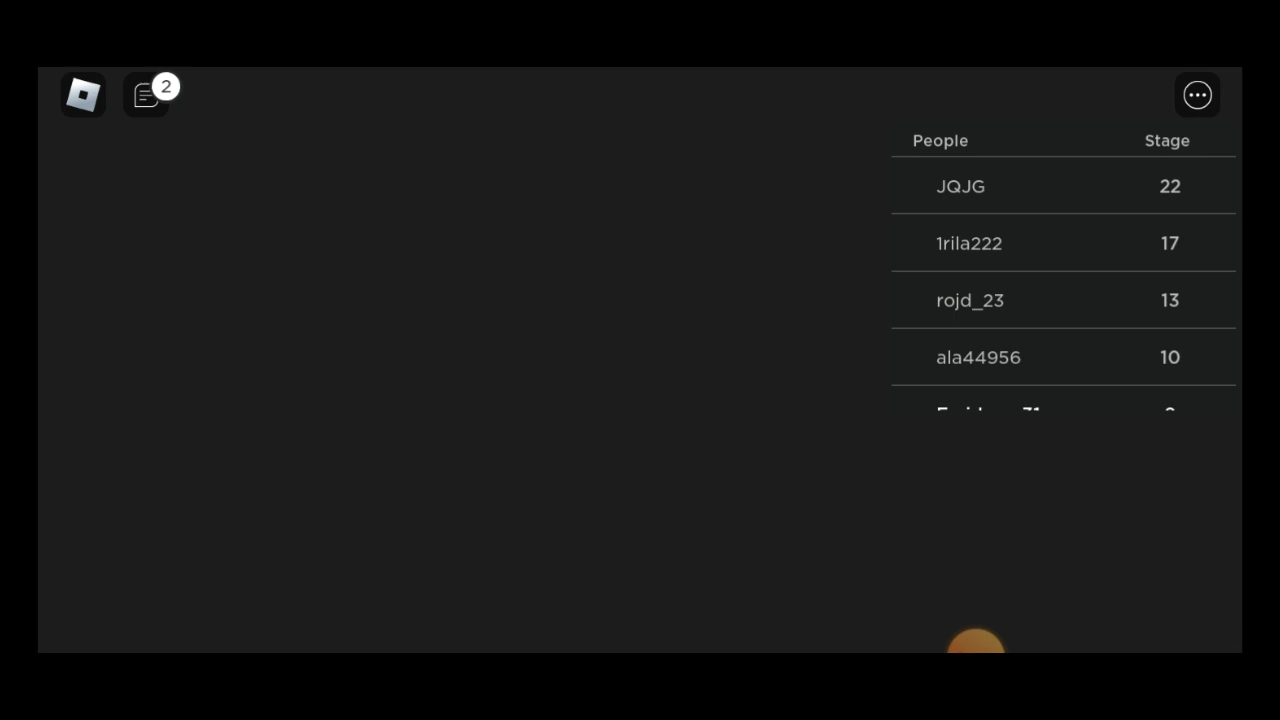 2
People Stage
JQJG 22
1rila222 17
rojd_23 13
ala44956 10